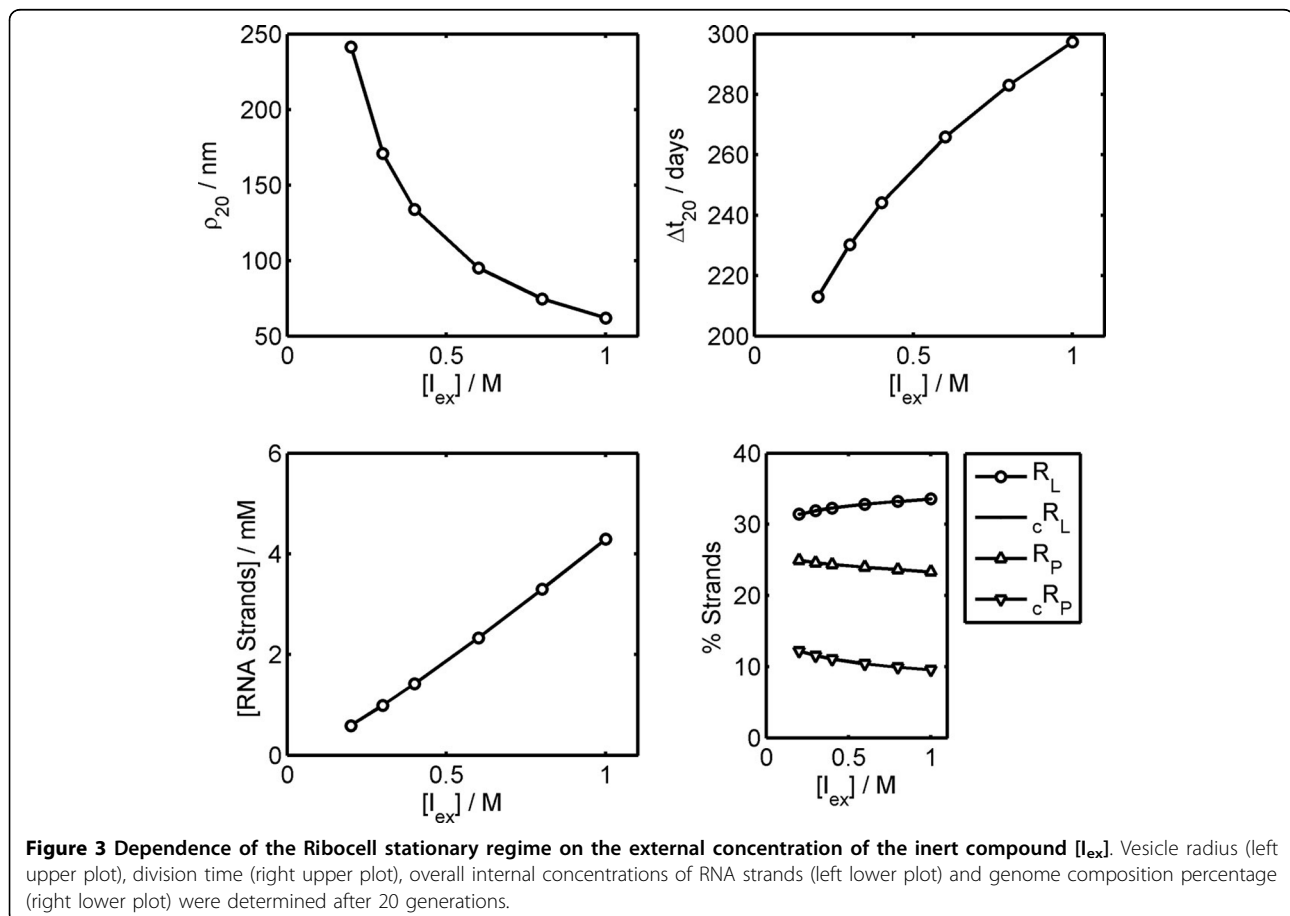 250
200
150
100
50
ρ20 / nm
0
0.5
1
[Iex] / M
300
280
260
240
220
200
Δt20 / days
0
0.5
1
[Iex] / M
6
4
2
0
[RNA Strands] / mM
0
0.5
1
[Iex] / M
40
30
20
10
0
% Strands
0
0.5
1
[Iex] / M
RL
cRL
RP
cRP
Figure 3 Dependence of the Ribocell stationary regime on the external concentration of the inert compound [Iex]. Vesicle radius (left
upper plot), division time (right upper plot), overall internal concentrations of RNA strands (left lower plot) and genome composition percentage
(right lower plot) were determined after 20 generations.